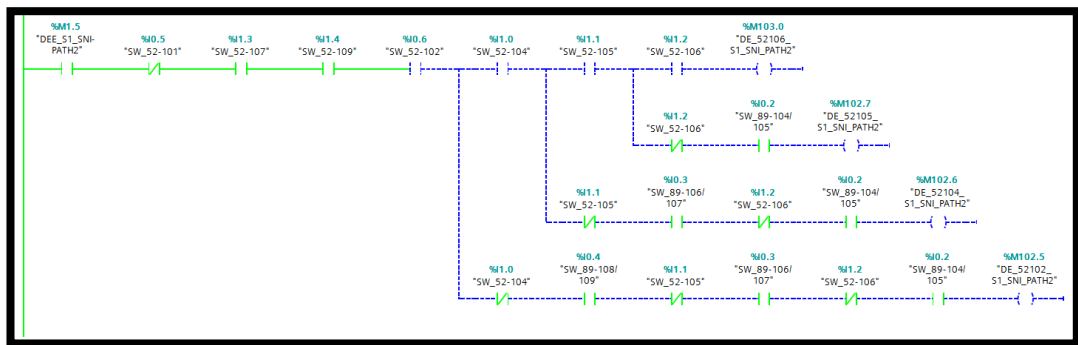 %M1.5
"DEE_S1_SNI-
PATH2"
%I0.5
"SW_52-101"
%I1.3
"SW_52-107"
%I1.4
"SW_52-109"
%I0.6
"SW_52-102"
%I1.0
"SW_52-104"
%I1.1
"SW_52-105"
%I1.2
"SW_52-106"
%M103.0
"DE_52106_
S1_SNI_PATH2"
%I1.2
"SW_52-106"
%I0.2
"SW_89-104/
105"
%M102.7
"DE_52105_
S1_SNI_PATH2"
%I1.1
"SW_52-105"
%I0.3
"SW_89-106/
107"
%I1.2
"SW_52-106"
%I0.2
"SW_89-104/
105"
%M102.6
"DE_52104_
S1_SNI_PATH2"
%I1.0
"SW_52-104"
%I0.4
"SW_89-108/
109"
%I1.1
"SW_52-105"
%I0.3
"SW_89-106/
107"
%I1.2
"SW_52-106"
%I0.2
"SW_89-104/
105"
%M102.5
"DE_52102_
S1_SNI_PATH2"